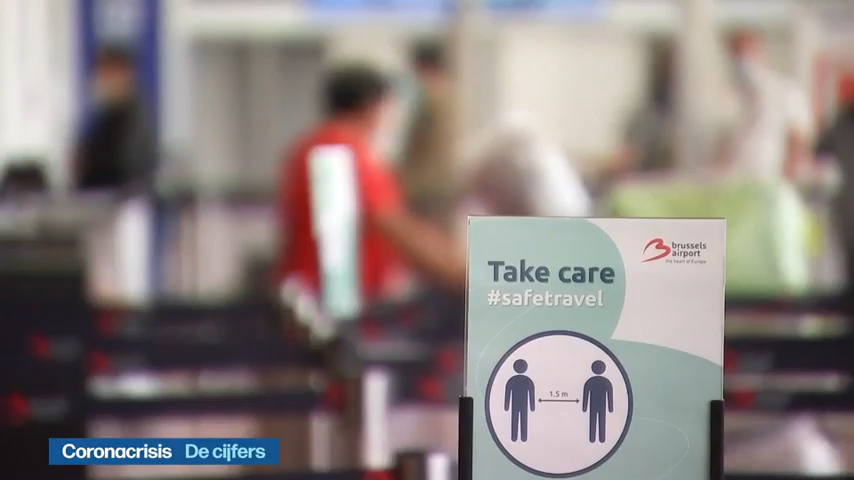 brussels
airport
the heart of Europe
Take care
#safetravel
1,5 m
Coronacrisis De cijfers